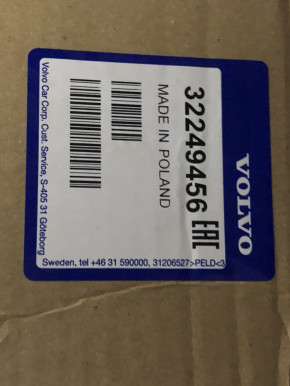 VOLVO
32249456 EAC
MADE IN POLAND
Volvo Car Corp. Cust. Service, S-405 31 Göteborg
Sweden, tel +46 31 590000, 31206527>PELD<3